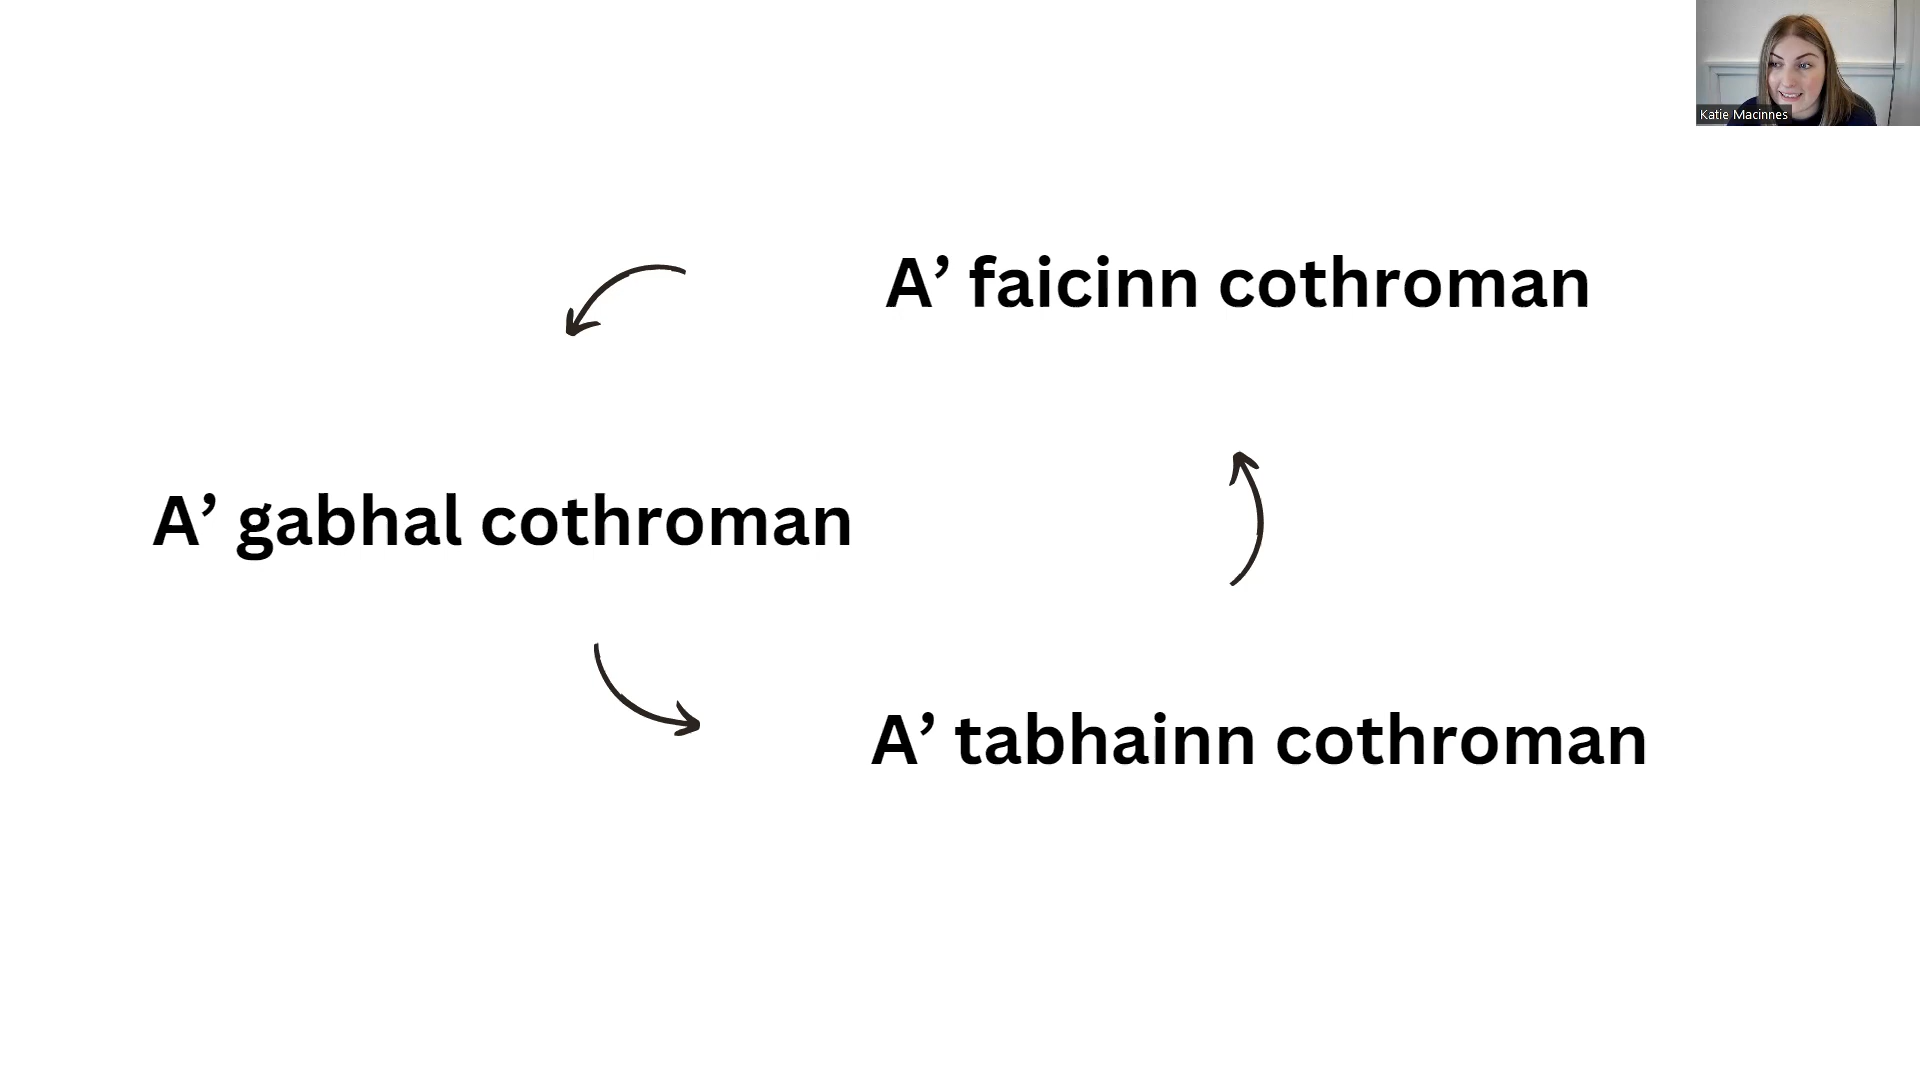 Katie Macinnes
A’ faicinn cothroman
A’ gabhal cothroman
A’ tabhainn cothroman